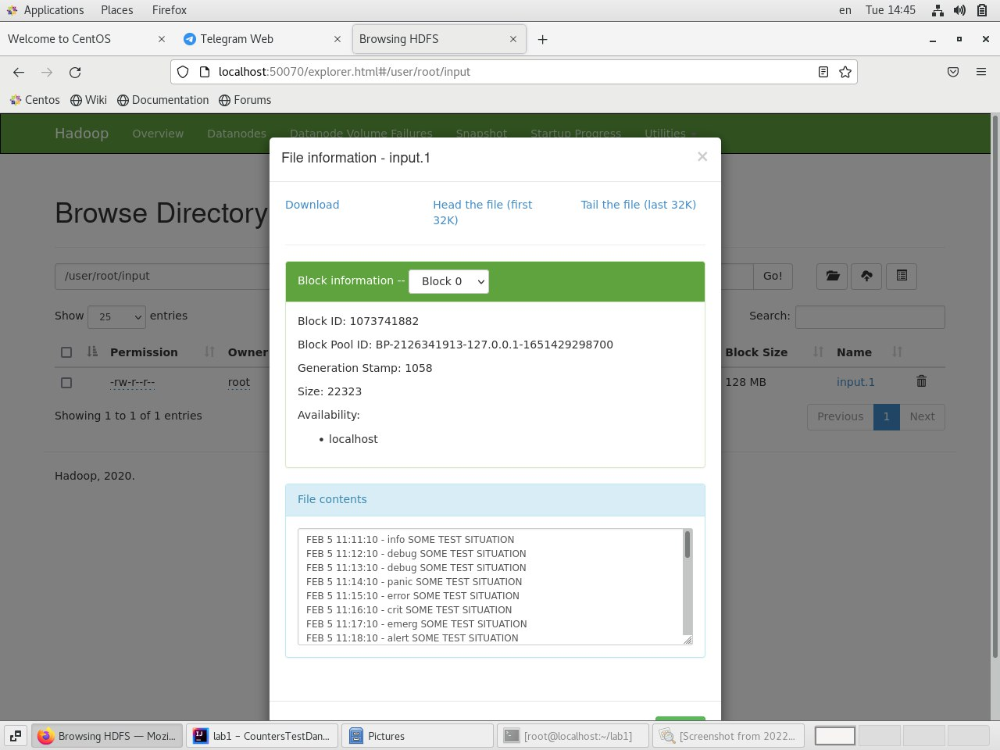 Applications Places Firefox en Tue 14:45
Welcome to CentOS Telegram Web Browsing HDFS
localhost:50070/explorer.html#/user/root/input
Centos Wiki Documentation Forums
Hadoop Overview Datanodes Datanode Volume Failures Snapshot Startup Progress Utilities
File information - input.1
Download Head the file (first 32K) Tail the file (last 32K)
Browse Directory
Block information -- Block 0
/user/root/input Go!
Block ID: 1073741882
Show 25 entries Search:
Block Pool ID: BP-2126341913-127.0.0.1-1651429298700
Permission Owner Block Size Name
Generation Stamp: 1058
-rw-r--r-- root 128 MB input.1
Size: 22323
Availability:
Showing 1 to 1 of 1 entries Previous 1 Next
localhost
Hadoop, 2020.
File contents
FEB 5 11:11:10 - info SOME TEST SITUATION
FEB 5 11:12:10 - debug SOME TEST SITUATION
FEB 5 11:13:10 - debug SOME TEST SITUATION
FEB 5 11:14:10 - panic SOME TEST SITUATION
FEB 5 11:15:10 - error SOME TEST SITUATION
FEB 5 11:16:10 - crit SOME TEST SITUATION
FEB 5 11:17:10 - emerg SOME TEST SITUATION
FEB 5 11:18:10 - alert SOME TEST SITUATION
Browsing HDFS — Mozi... lab1 – CountersTestDan... Pictures [root@localhost:~/lab1] [Screenshot from 2022...